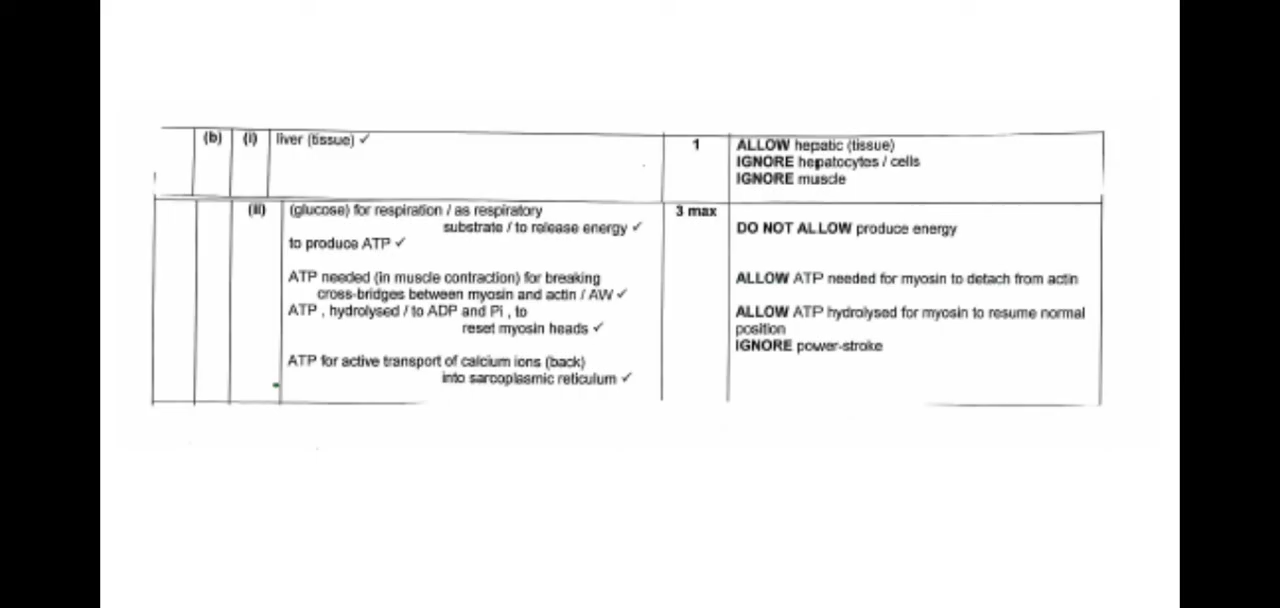 (b) (i) liver (tissue) ✓ 1 ALLOW hepatic (tissue)
IGNORE hepatocytes / cells
IGNORE muscle
(ii) (glucose) for respiration / as respiratory 3 max
substrate / to release energy ✓
to produce ATP ✓
DO NOT ALLOW produce energy
ATP needed (in muscle contraction) for breaking
cross-bridges between myosin and actin / AW ✓
ALLOW ATP needed for myosin to detach from actin
ATP , hydrolysed / to ADP and Pi , to
reset myosin heads ✓
ALLOW ATP hydrolysed for myosin to resume normal
position
IGNORE power-stroke
ATP for active transport of calcium ions (back)
into sarcoplasmic reticulum ✓